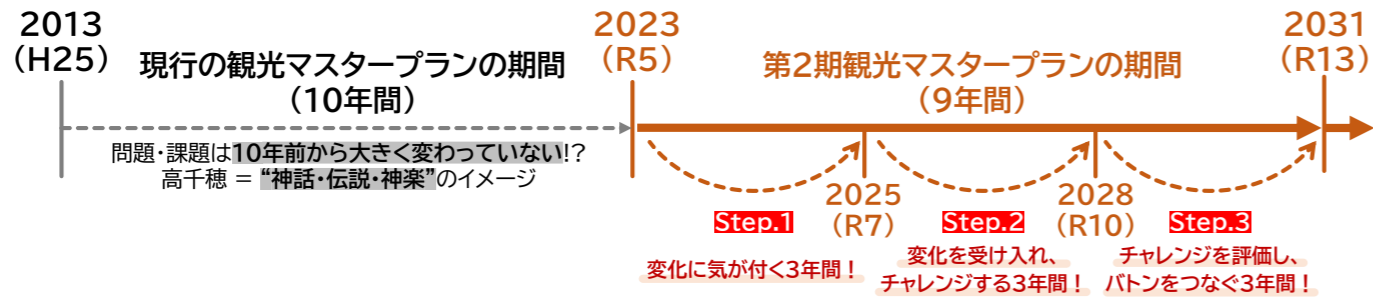 2013
（H25）
現行の観光マスタープランの期間
（10年間）
問題・課題は10年前から大きく変わっていない!?
高千穂 = “神話・伝説・神楽”のイメージ
2023
（R5）
第2期観光マスタープランの期間
（9年間）
2031
（R13）
2025
（R7）
2028
（R10）
Step.1
変化に気が付く3年間！
Step.2
変化を受け入れ、
チャレンジする3年間！
Step.3
チャレンジを評価し、
バトンをつなぐ3年間！